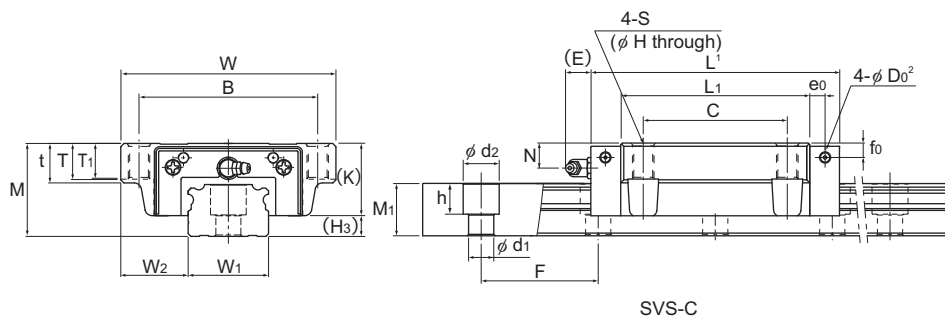 4-S
(φ H through)
W
B
(E)
L¹
L1
e0
4-φ D0²
C
t
T
T1
M
(K)
(H3)
W2
W1
N
f0
φ d2
h
M1
φ d1
F
SVS-C